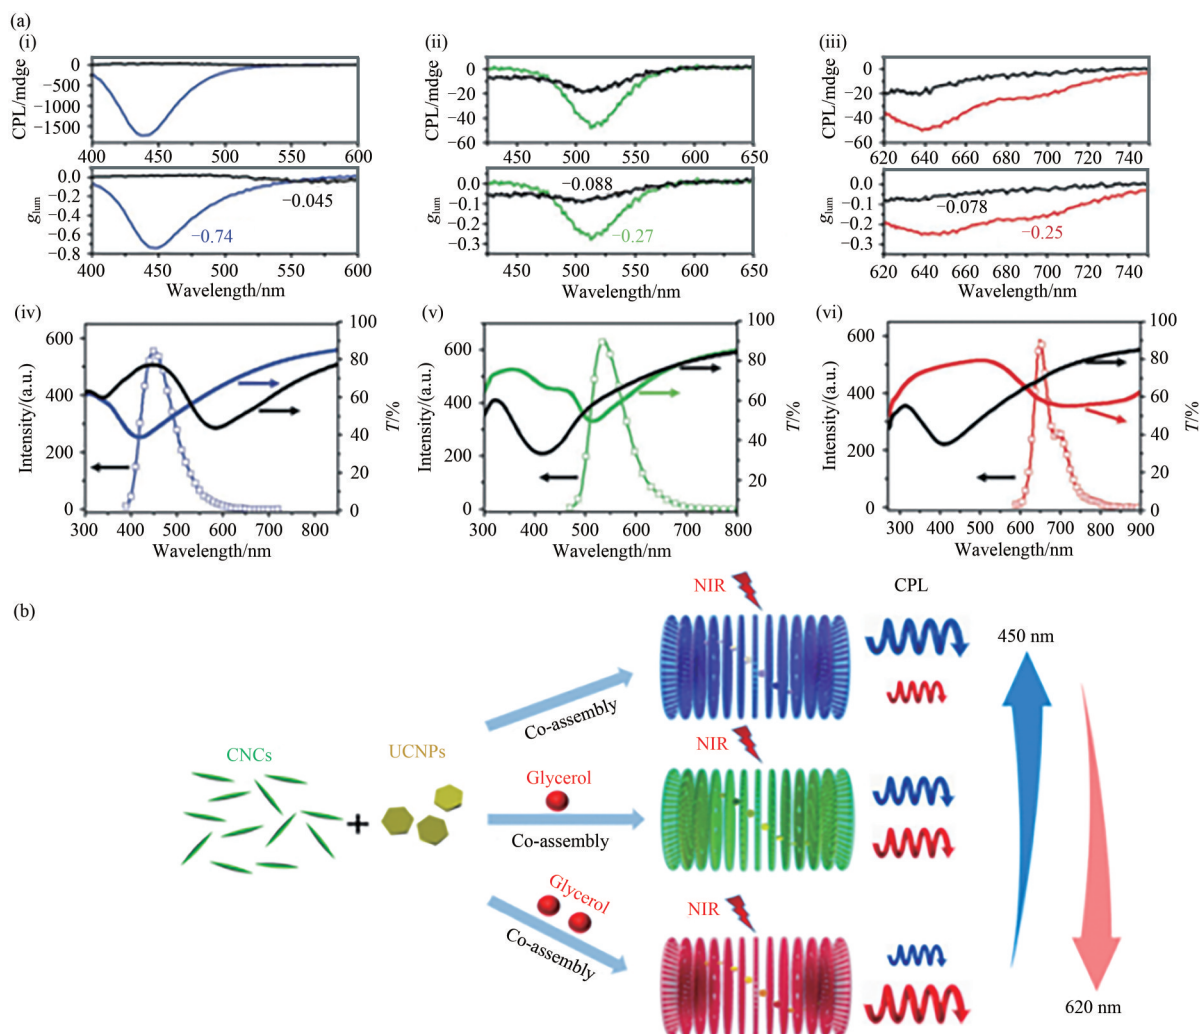 (a)
(i)
(ii)
(iii)
CPL/mdge
0
−500
−1000
−1500
400
450
500
550
600
CPL/mdge
0
−20
−40
−60
450
500
550
600
650
CPL/mdge
0
−20
−40
−60
620
640
660
680
700
720
740
glum
0.0
−0.2
−0.4
−0.6
−0.8
−0.045
−0.74
400
450
500
550
600
Wavelength/nm
glum
0.0
−0.1
−0.2
−0.3
−0.088
−0.27
450
500
550
600
650
Wavelength/nm
glum
0.0
−0.1
−0.2
−0.3
−0.078
−0.25
620
640
660
680
700
720
740
Wavelength/nm
(iv)
(v)
(vi)
Intensity/(a.u.)
600
400
200
0
100
80
60
40
20
0
T/%
300
400
500
600
700
800
Wavelength/nm
Intensity/(a.u.)
600
400
200
0
100
80
60
40
20
T/%
300
400
500
600
700
800
Wavelength/nm
Intensity/(a.u.)
600
400
200
0
100
80
60
40
20
0
T/%
300
400
500
600
700
800
900
Wavelength/nm
(b)
NIR
CPL
450 nm
Co-assembly
CNCs
UCNPs
+
NIR
Glycerol
Co-assembly
Glycerol
Co-assembly
NIR
620 nm